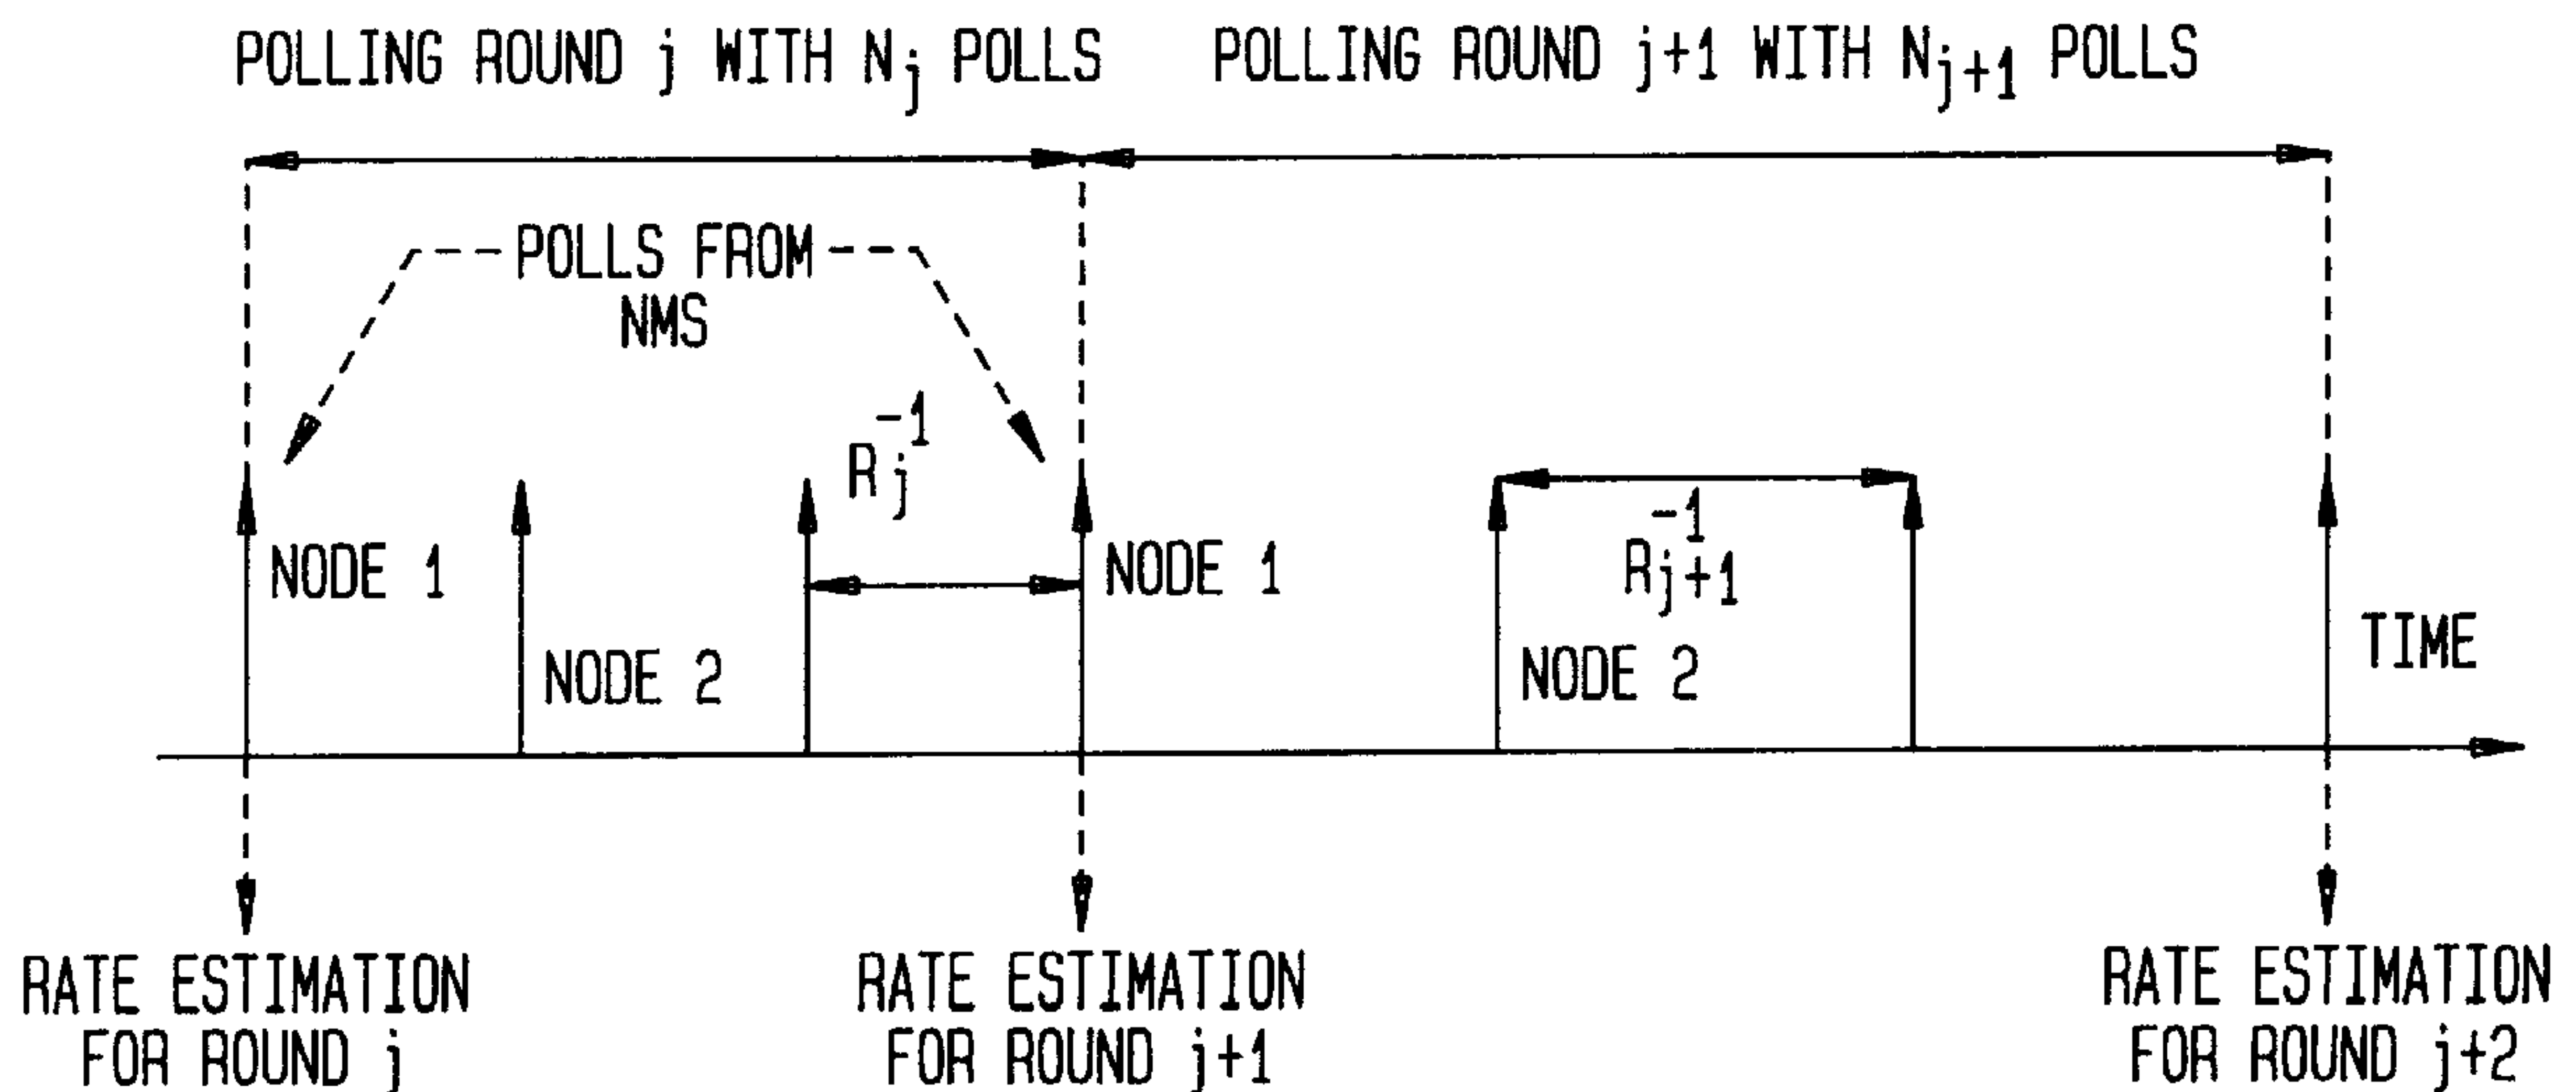 POLLING ROUND j WITH Nj POLLS
POLLING ROUND j+1 WITH Nj+1 POLLS
POLLS FROM
NMS
Rj-1
NODE 1
NODE 2
NODE 1
Rj+1-1
NODE 2
TIME
RATE ESTIMATION
FOR ROUND j
RATE ESTIMATION
FOR ROUND j+1
RATE ESTIMATION
FOR ROUND j+2